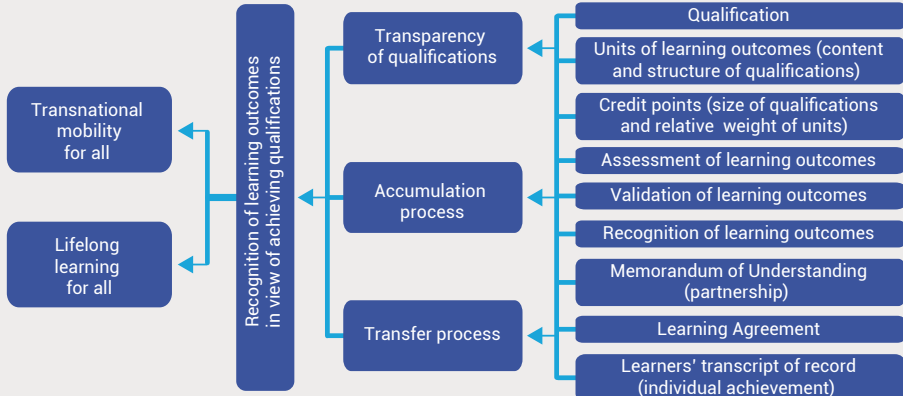 Transnational
mobility
for all
Lifelong
learning
for all
Recognition of learning outcomes
in view of achieving qualifications
Transparency
of qualifications
Accumulation
process
Transfer process
Qualification
Units of learning outcomes (content
and structure of qualifications)
Credit points (size of qualifications
and relative weight of units)
Assessment of learning outcomes
Validation of learning outcomes
Recognition of learning outcomes
Memorandum of Understanding
(partnership)
Learning Agreement
Learners' transcript of record
(individual achievement)